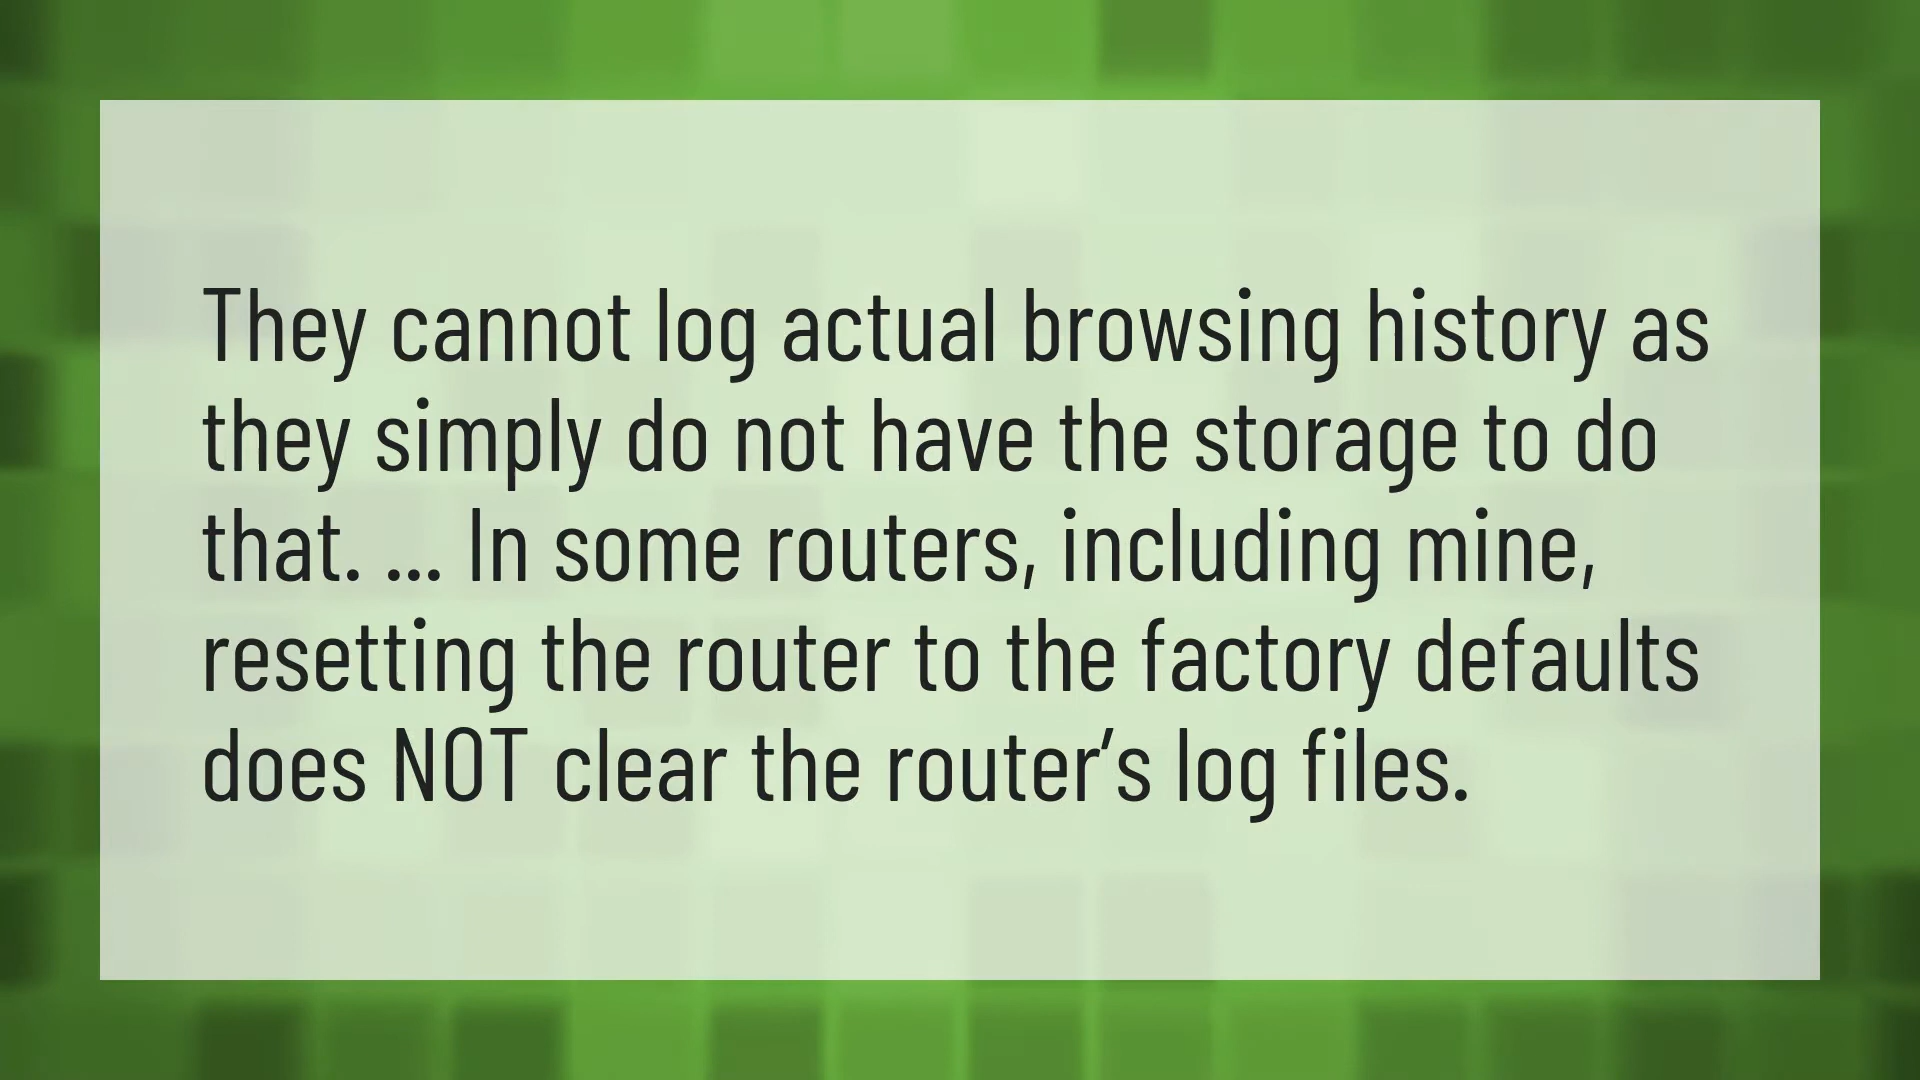 They cannot log actual browsing history as
they simply do not have the storage to do
that. ... In some routers, including mine,
resetting the router to the factory defaults
does NOT clear the router’s log files.